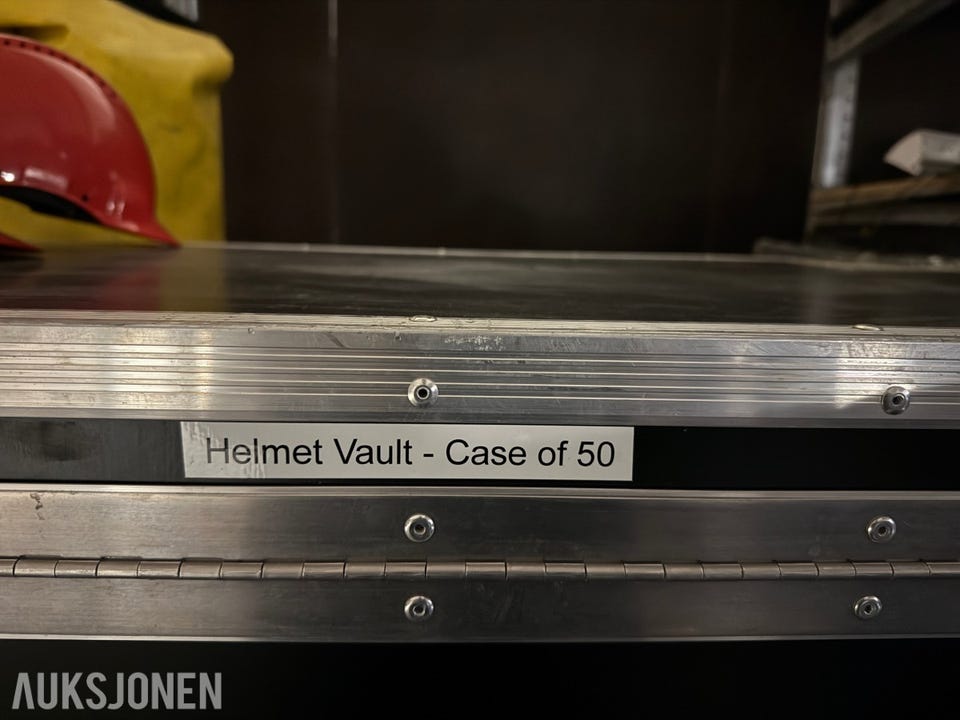 Helmet Vault - Case of 50
AUKSJONEN